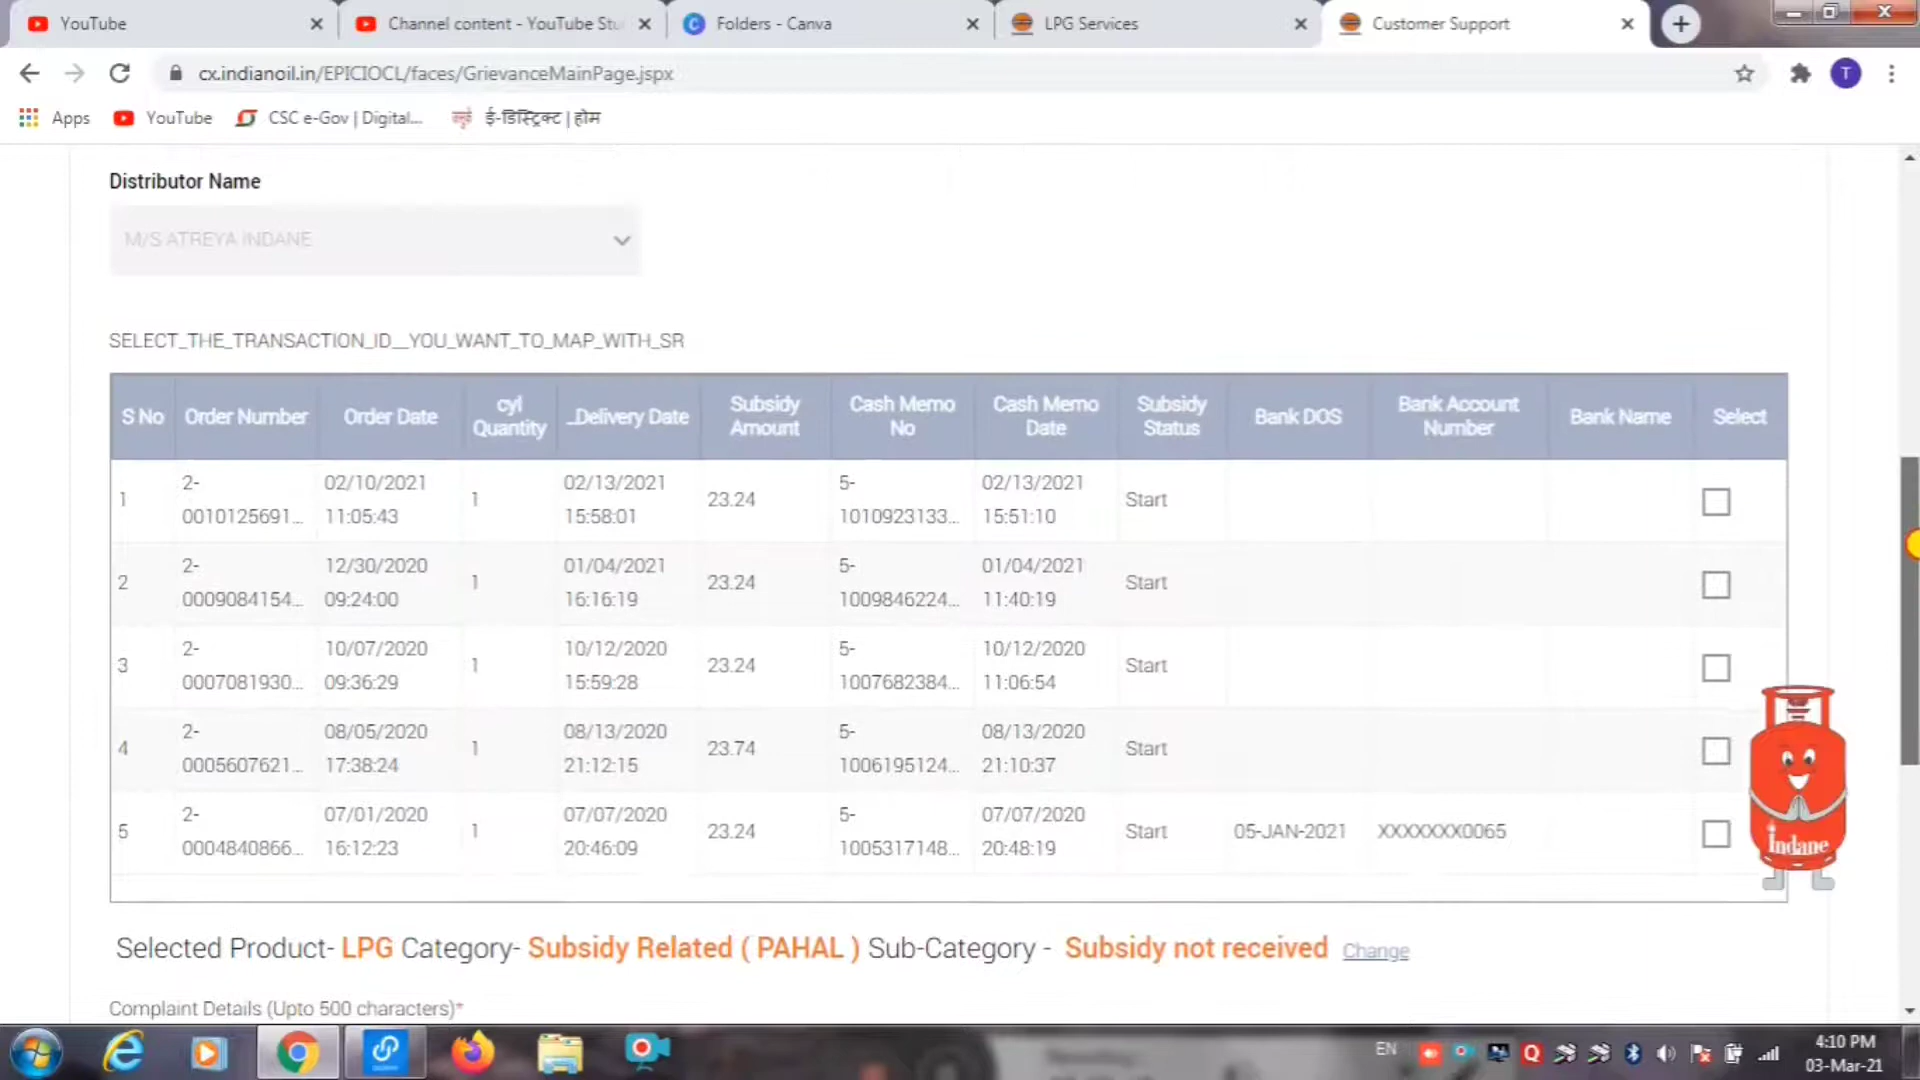 YouTube
Channel content - YouTube Stu
Folders - Canva
LPG Services
Customer Support
cx.indianoil.in/EPICIOCL/faces/GrievanceMainPage.jspx
T
Apps
YouTube
CSC e-Gov | Digital...
ई-डिस्ट्रिक्ट | होम
Distributor Name
M/S ATREYA INDANE
SELECT_THE_TRANSACTION_ID__YOU_WANT_TO_MAP_WITH_SR
S No Order Number Order Date cyl Quantity _Delivery Date Subsidy Amount Cash Memo No Cash Memo Date Subsidy Status Bank DOS Bank Account Number Bank Name Select
1 2-0010125691... 02/10/2021 11:05:43 1 02/13/2021 15:58:01 23.24 5-1010923133... 02/13/2021 15:51:10 Start
2 2-0009084154... 12/30/2020 09:24:00 1 01/04/2021 16:16:19 23.24 5-1009846224... 01/04/2021 11:40:19 Start
3 2-0007081930... 10/07/2020 09:36:29 1 10/12/2020 15:59:28 23.24 5-1007682384... 10/12/2020 11:06:54 Start
4 2-0005607621... 08/05/2020 17:38:24 1 08/13/2020 21:12:15 23.74 5-1006195124... 08/13/2020 21:10:37 Start
5 2-0004840866... 07/01/2020 16:12:23 1 07/07/2020 20:46:09 23.24 5-1005317148... 07/07/2020 20:48:19 Start 05-JAN-2021 XXXXXXX0065
Indane
Selected Product- LPG Category- Subsidy Related ( PAHAL ) Sub-Category - Subsidy not received Change
Complaint Details (Upto 500 characters)*
EN
4:10 PM
03-Mar-21